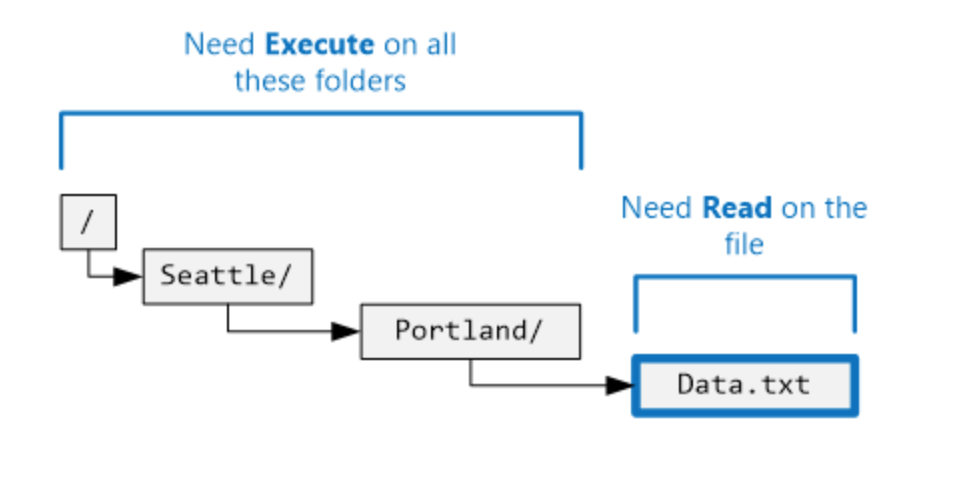 Need Execute on all
these folders
/
Seattle/
Portland/
Need Read on the
file
Data.txt